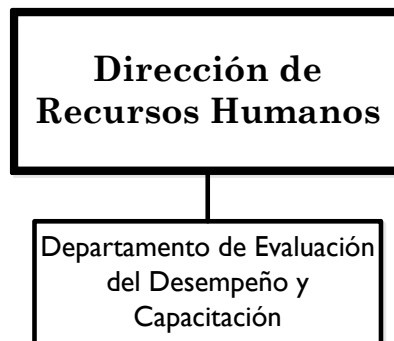 Dirección de
Recursos Humanos
Departamento de Evaluación
del Desempeño y
Capacitación